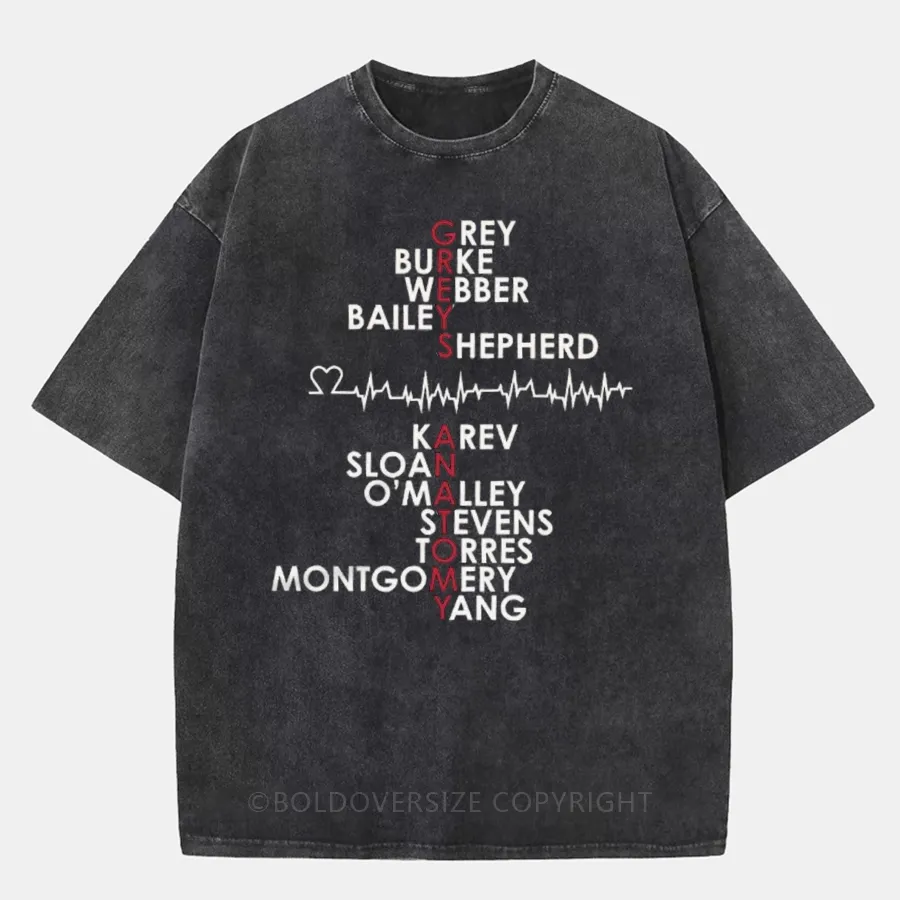 GREY
BURKE
WEBBER
BAILEY
SHEPHERD
KAREV
SLOAN
O'MALLEY
STEVENS
TORRES
MONTGOMERY
YANG
©BOLDOVERSIZE COPYRIGHT